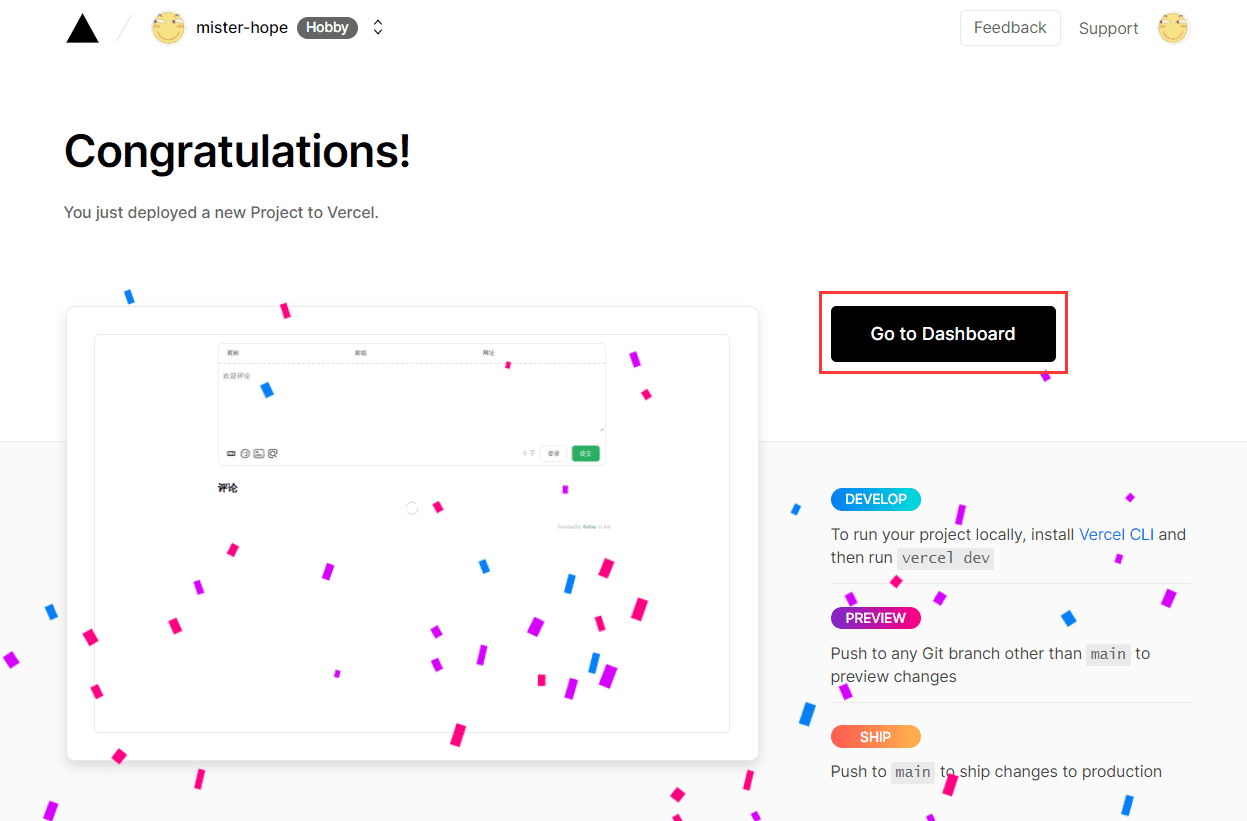 mister-hope Hobby
Feedback Support
Congratulations!
You just deployed a new Project to Vercel.
Go to Dashboard
昵称 邮箱 网址
欢迎评论
0 字 登录 提交
评论
Powered by Waline v1.6.0
DEVELOP
To run your project locally, install Vercel CLI and
then run vercel dev
PREVIEW
Push to any Git branch other than main to
preview changes
SHIP
Push to main to ship changes to production